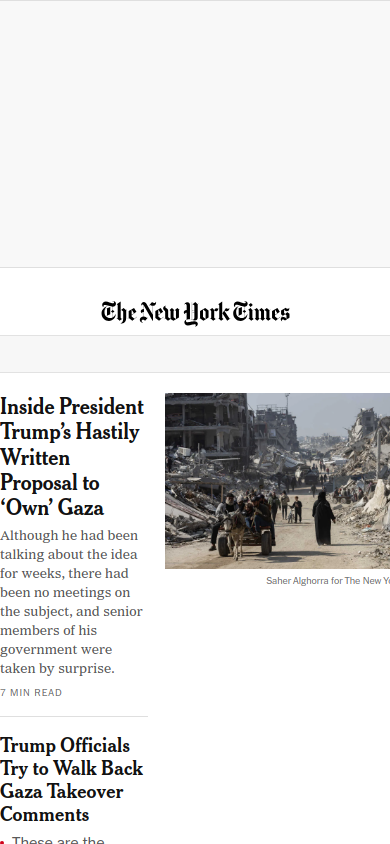 The New York Times
Inside President
Trump’s Hastily
Written
Proposal to
‘Own’ Gaza
Although he had been
talking about the idea
for weeks, there had
been no meetings on
the subject, and senior
members of his
government were
taken by surprise.
7 MIN READ
Saher Alghorra for The New Yo
Trump Officials
Try to Walk Back
Gaza Takeover
Comments
• These are the